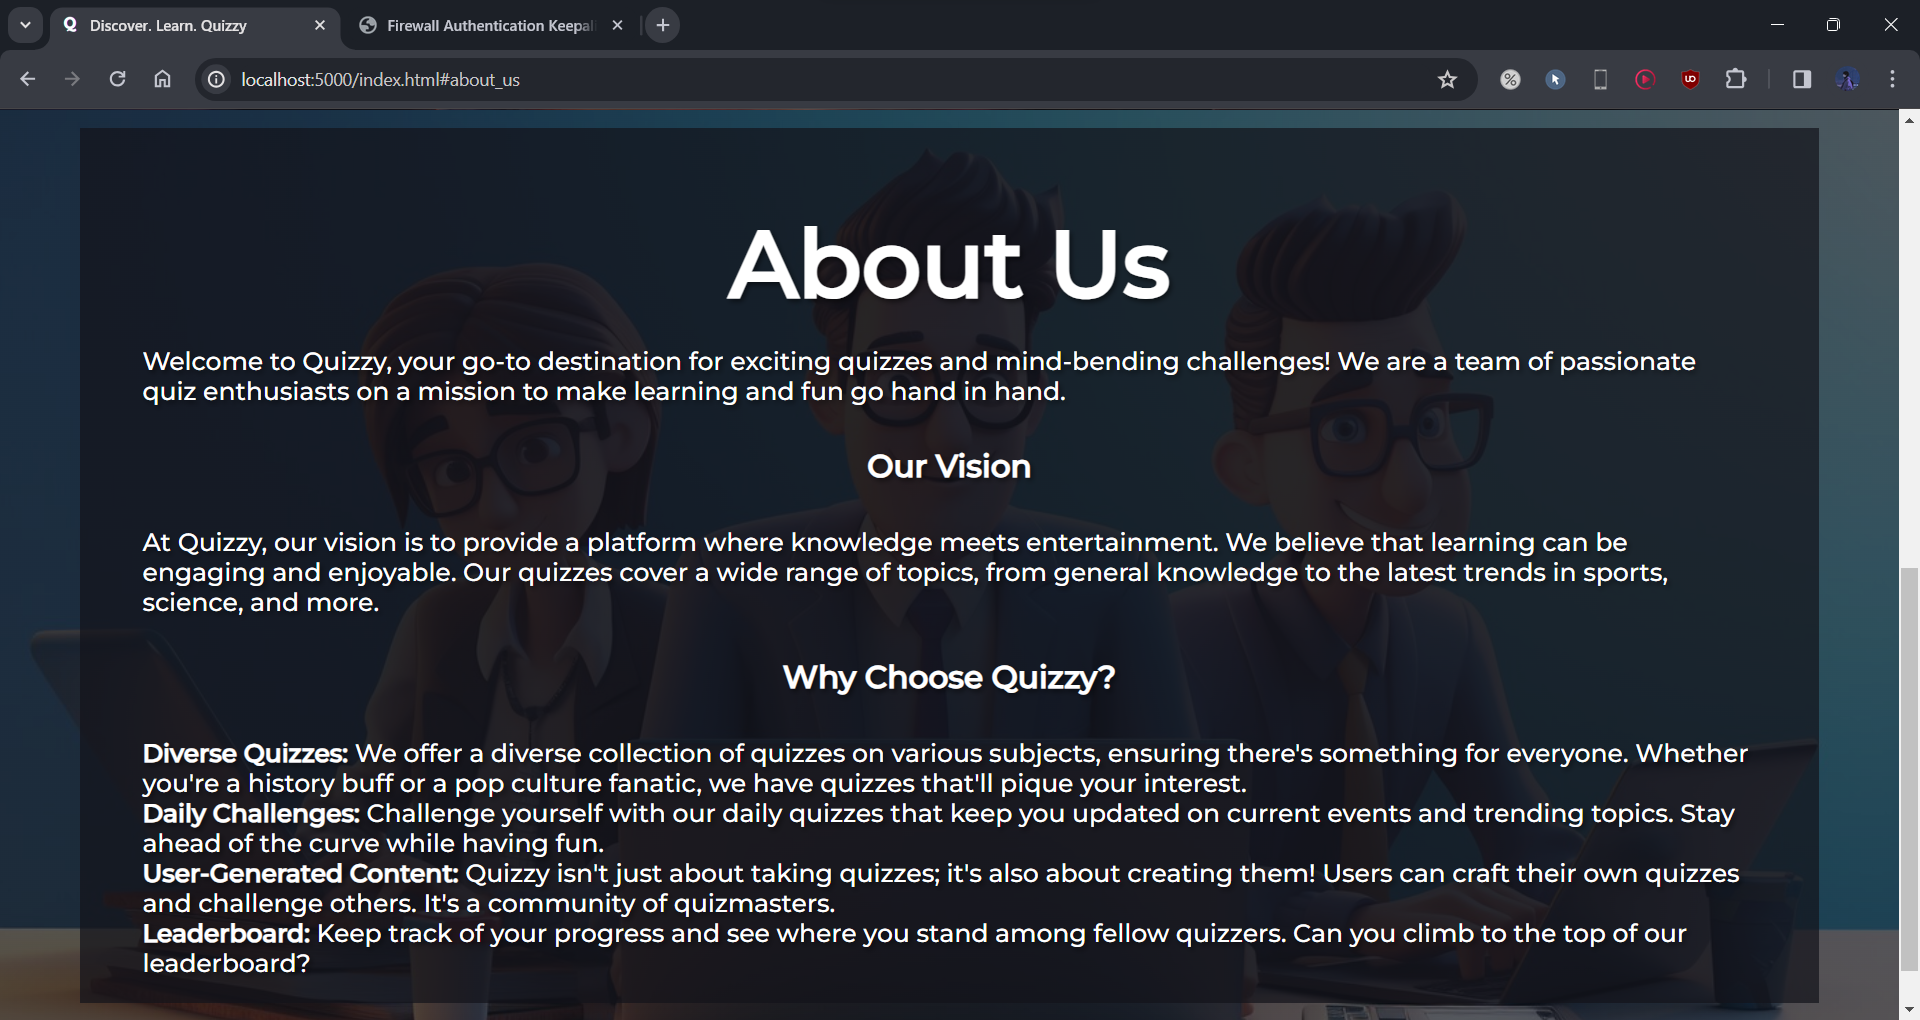 Discover. Learn. Quizzy
Firewall Authentication Keepal
localhost:5000/index.html#about_us
About Us
Welcome to Quizzy, your go-to destination for exciting quizzes and mind-bending challenges! We are a team of passionate
quiz enthusiasts on a mission to make learning and fun go hand in hand.
Our Vision
At Quizzy, our vision is to provide a platform where knowledge meets entertainment. We believe that learning can be
engaging and enjoyable. Our quizzes cover a wide range of topics, from general knowledge to the latest trends in sports,
science, and more.
Why Choose Quizzy?
Diverse Quizzes: We offer a diverse collection of quizzes on various subjects, ensuring there's something for everyone. Whether
you're a history buff or a pop culture fanatic, we have quizzes that'll pique your interest.
Daily Challenges: Challenge yourself with our daily quizzes that keep you updated on current events and trending topics. Stay
ahead of the curve while having fun.
User-Generated Content: Quizzy isn't just about taking quizzes; it's also about creating them! Users can craft their own quizzes
and challenge others. It's a community of quizmasters.
Leaderboard: Keep track of your progress and see where you stand among fellow quizzers. Can you climb to the top of our
leaderboard?